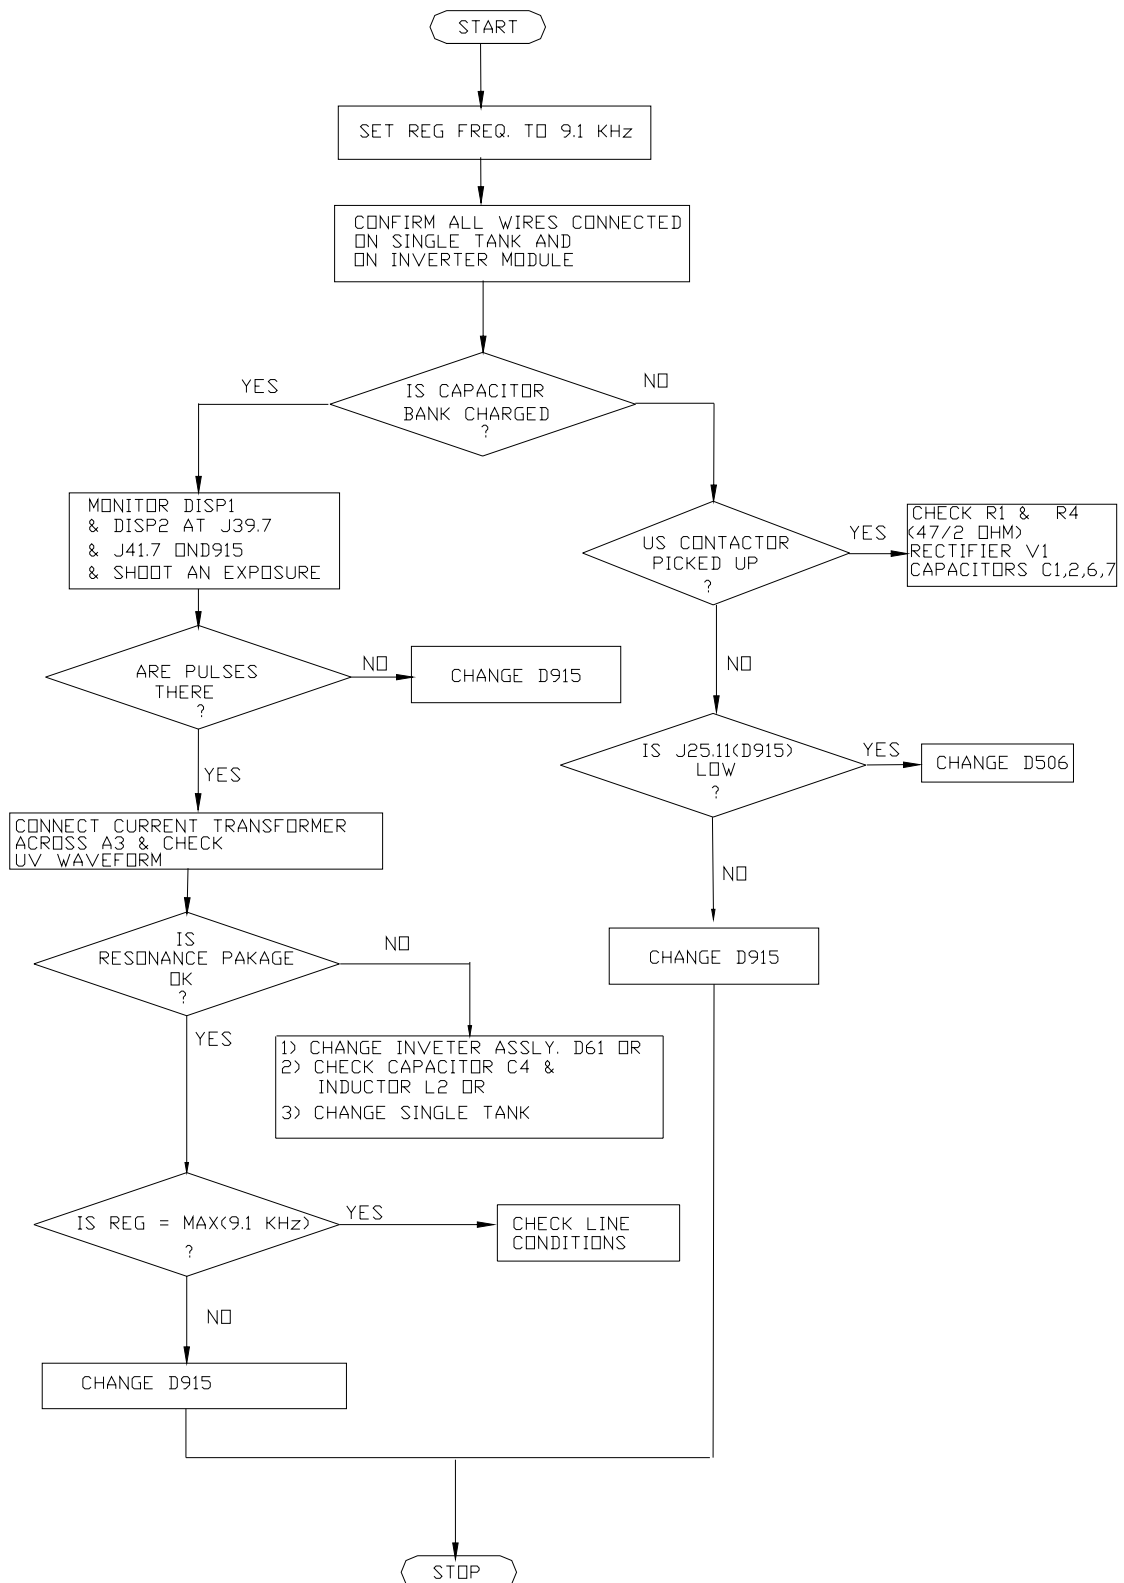 START
SET REG FREQ. TO 9.1 KHz
CONFIRM ALL WIRES CONNECTED
ON SINGLE TANK AND
ON INVERTER MODULE
IS CAPACITOR
BANK CHARGED
?
YES
NO
MONITOR DISP1
& DISP2 AT J39.7
& J41.7 OND915
& SHOOT AN EXPOSURE
US CONTACTOR
PICKED UP
?
YES
CHECK R1 & R4
(47/2 OHM)
RECTIFIER V1
CAPACITORS C1,2,6,7
NO
ARE PULSES
THERE
?
NO
CHANGE D915
YES
IS J25.11(D915)
LOW
?
YES
CHANGE D506
NO
CONNECT CURRENT TRANSFORMER
ACROSS A3 & CHECK
UV WAVEFORM
IS
RESONANCE PAKAGE
OK
?
NO
YES
CHANGE D915
1) CHANGE INVETER ASSLY. D61 OR
2) CHECK CAPACITOR C4 &
INDUCTOR L2 OR
3) CHANGE SINGLE TANK
IS REG = MAX(9.1 KHz)
?
YES
CHECK LINE
CONDITIONS
NO
CHANGE D915
STOP